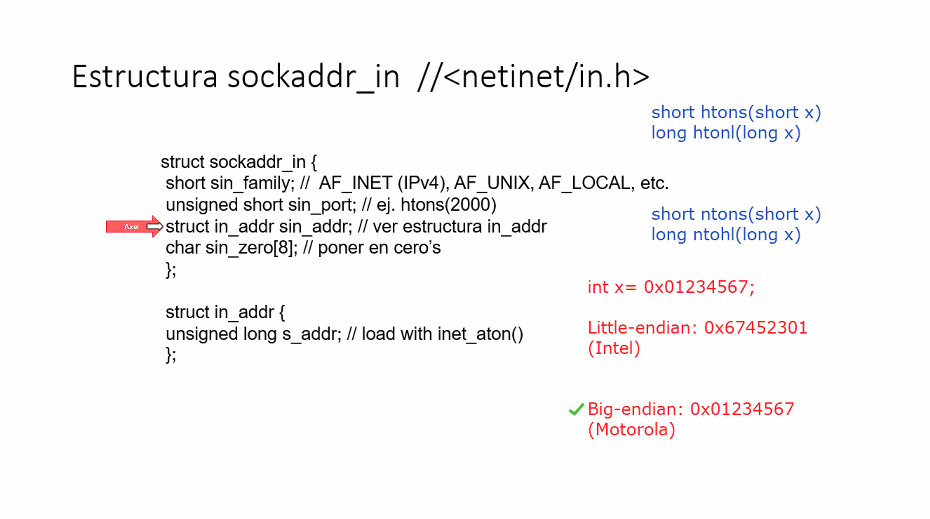 Estructura sockaddr_in //<netinet/in.h>
short htons(short x)
long htonl(long x)
struct sockaddr_in {
short sin_family; // AF_INET (IPv4), AF_UNIX, AF_LOCAL, etc.
unsigned short sin_port; // ej. htons(2000)
Axel
struct in_addr sin_addr; // ver estructura in_addr
char sin_zero[8]; // poner en cero’s
};
short ntons(short x)
long ntohl(long x)
struct in_addr {
unsigned long s_addr; // load with inet_aton()
};
int x= 0x01234567;
Little-endian: 0x67452301
(Intel)
Big-endian: 0x01234567
(Motorola)